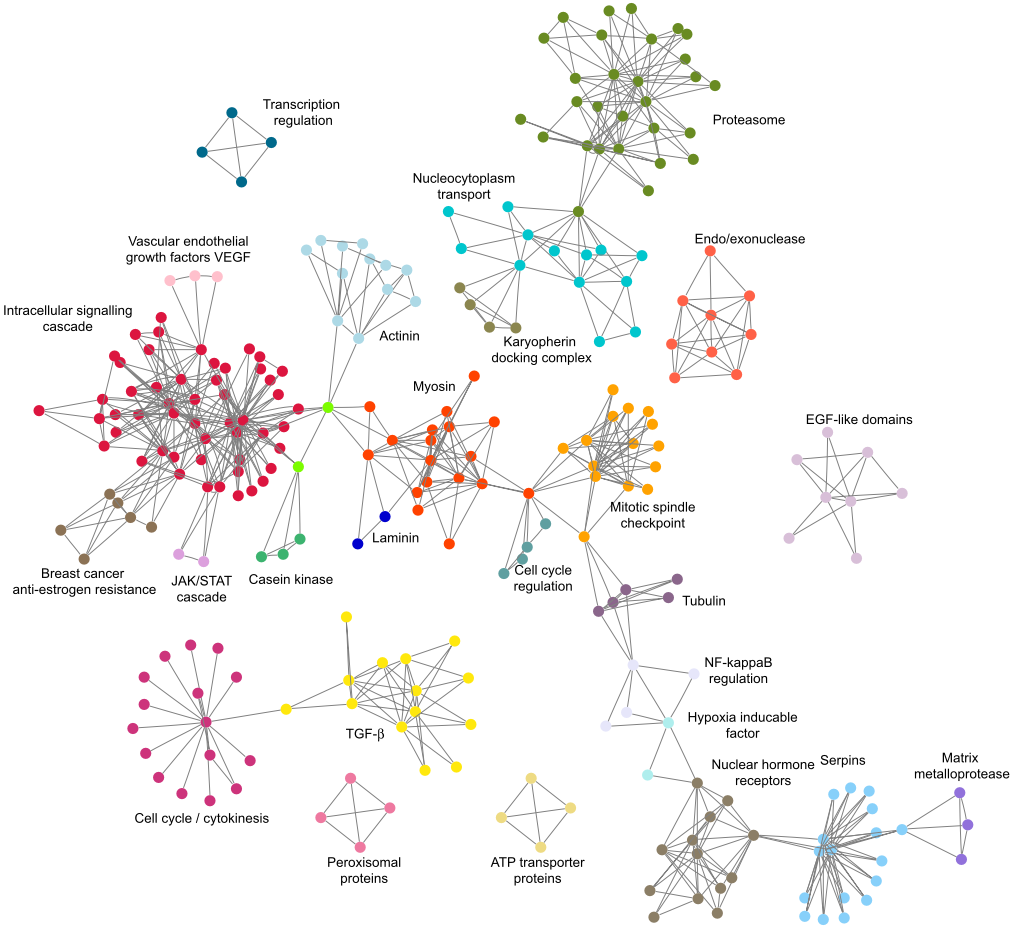 Transcription
regulation
Proteasome
Nucleocytoplasm
transport
Vascular endothelial
growth factors VEGF
Endo/exonuclease
Intracellular signalling
cascade
Actinin
Karyopherin
docking complex
Myosin
EGF-like domains
Mitotic spindle
checkpoint
Laminin
Breast cancer
anti-estrogen resistance
JAK/STAT
cascade
Casein kinase
Cell cycle
regulation
Tubulin
NF-kappaB
regulation
TGF-β
Hypoxia inducable
factor
Nuclear hormone
receptors
Serpins
Matrix
metalloprotease
Cell cycle / cytokinesis
Peroxisomal
proteins
ATP transporter
proteins